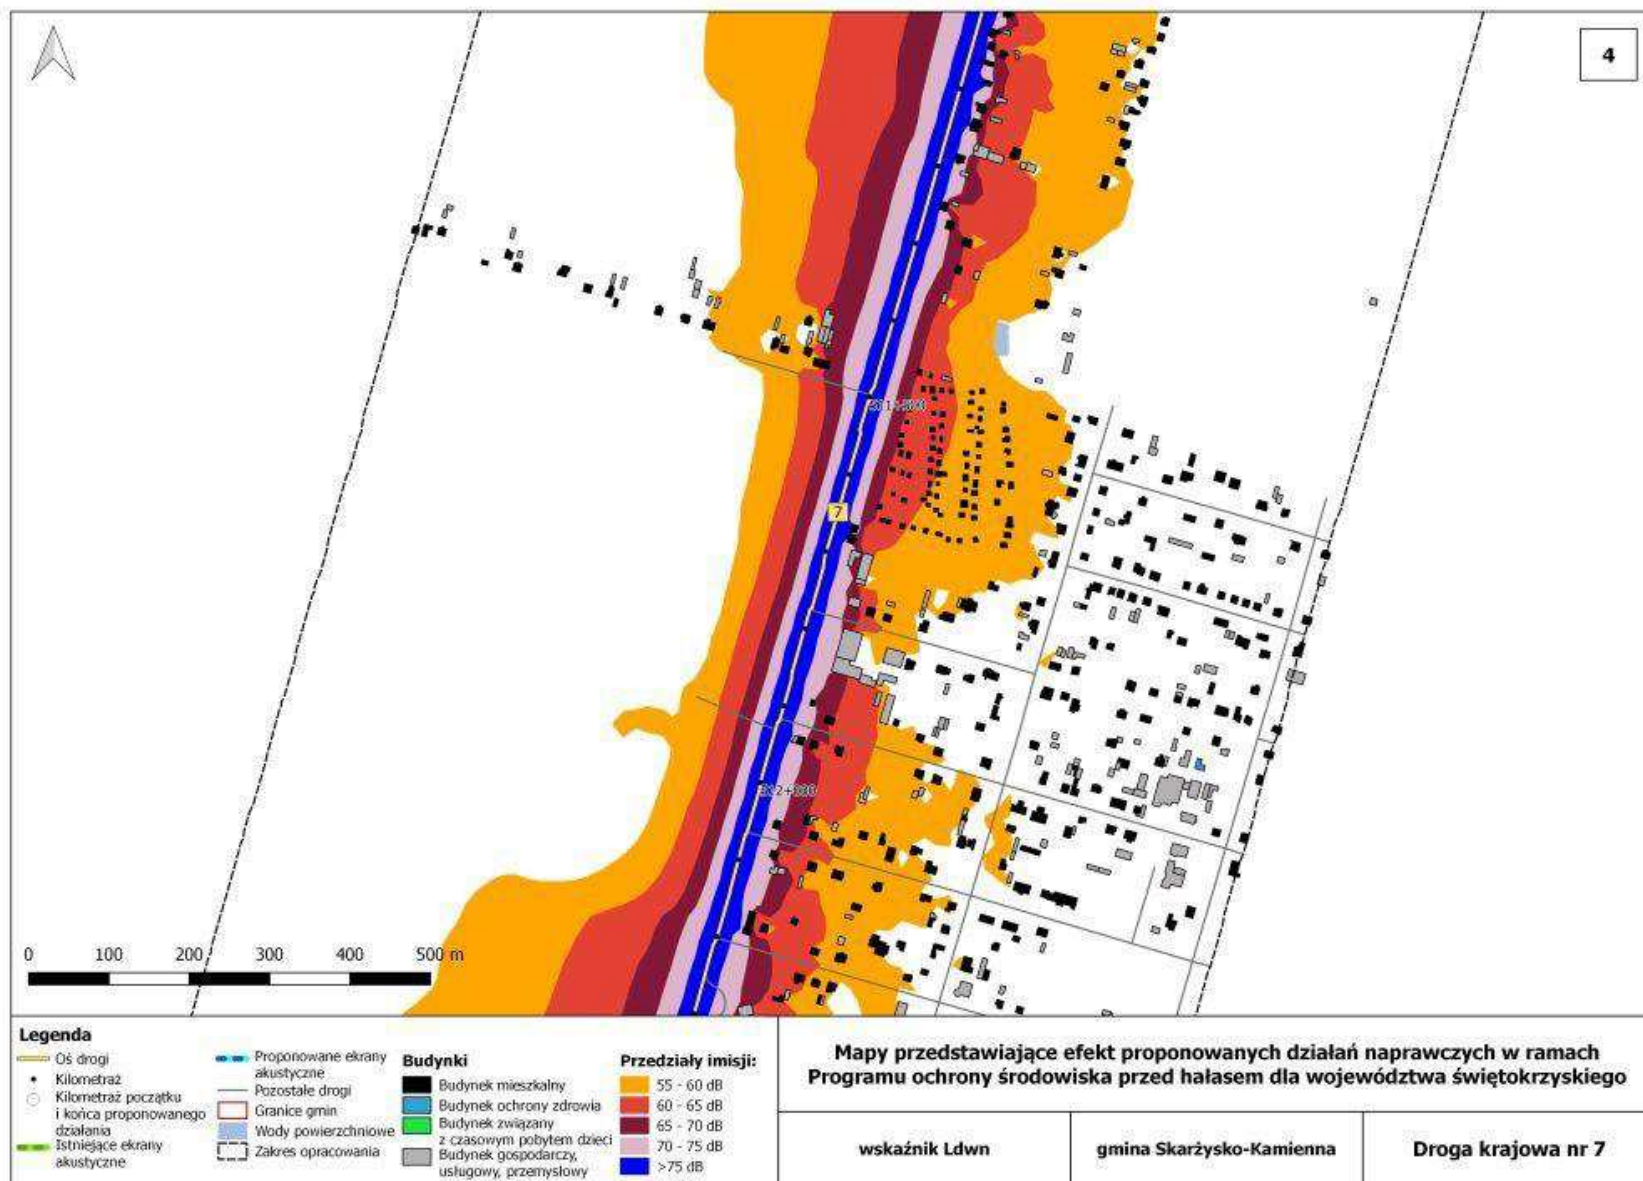 4
511+500
7
512+000
0 100 200 300 400 500 m
Legenda
Oś drogi
Kilometraż
Kilometraż początku
i końca proponowanego
działania
Istniejące ekrany
akustyczne
Proponowane ekrany
akustyczne
Pozostałe drogi
Granice gmin
Wody powierzchniowe
Zakres opracowania
Budynki
Budynek mieszkalny
Budynek ochrony zdrowia
Budynek związany
z czasowym pobytem dzieci
Budynek gospodarczy,
usługowy, przemysłowy
Przedziały imisji:
55 - 60 dB
60 - 65 dB
65 - 70 dB
70 - 75 dB
>75 dB
Mapy przedstawiające efekt proponowanych działań naprawczych w ramach
Programu ochrony środowiska przed hałasem dla województwa świętokrzyskiego
wskaźnik Ldwn
gmina Skarżysko-Kamienna
Droga krajowa nr 7